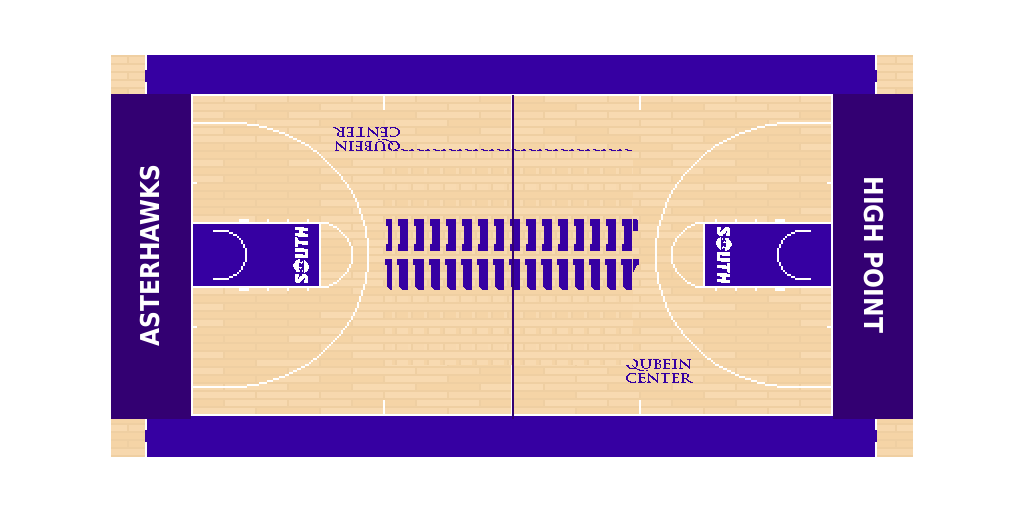 ASTERHAWKS
QUBEIN
CENTER
SOUTH
SOUTH
QUBEIN
CENTER
HIGH POINT